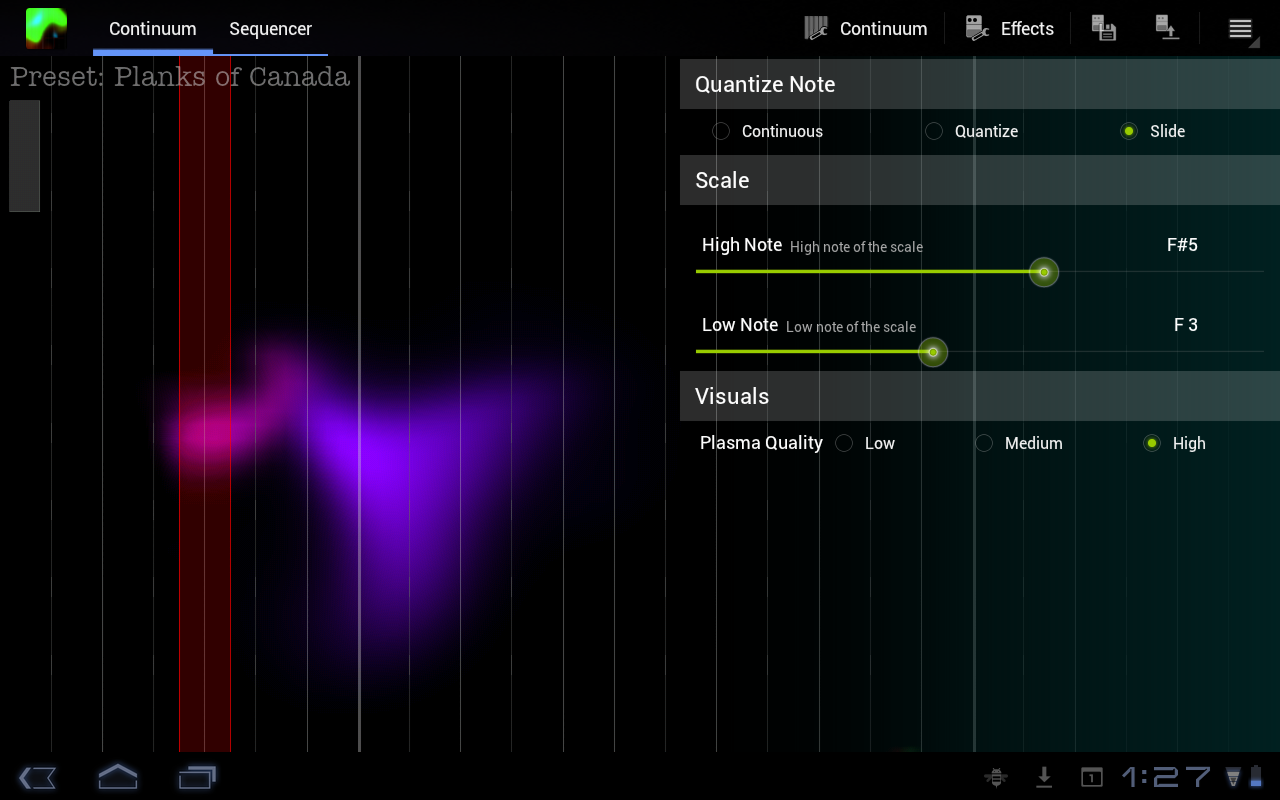 Continuum Sequencer Continuum Effects
Preset: Planks of Canada
Quantize Note
Continuous Quantize Slide
Scale
High Note High note of the scale F#5
Low Note Low note of the scale F 3
Visuals
Plasma Quality Low Medium High
1 1:27